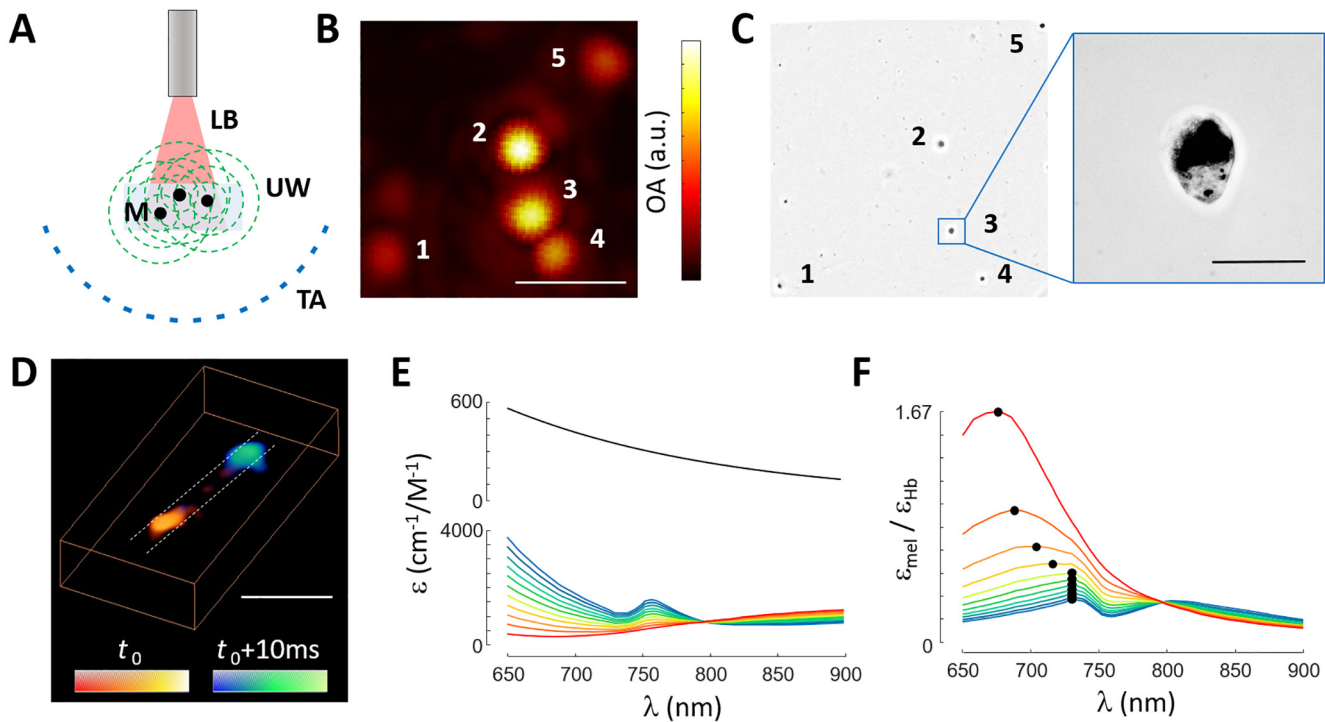 A
LB
UW
M
TA
B
5
2
3
4
1
OA (a.u.)
C
5
2
3
1
4
D
t0
t0+10ms
E
600
0
4000
2000
0
ε (cm-1/M-1)
650
700
750
800
850
900
λ (nm)
F
1.67
0
εmel / εHb
650
700
750
800
850
900
λ (nm)